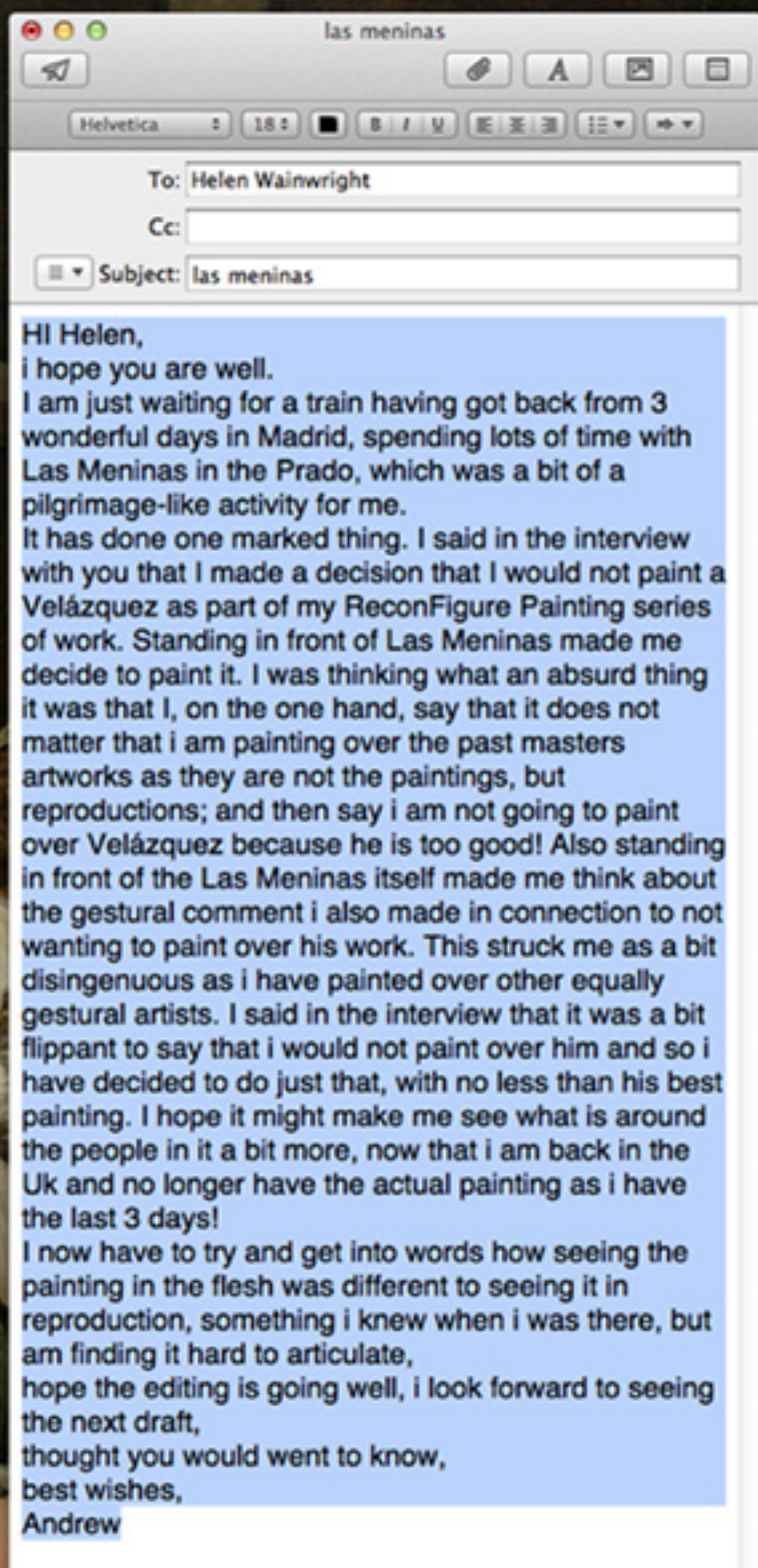 las meninas
Helvetica 18 B I U
To: Helen Wainwright
Cc:
Subject: las meninas
HI Helen,
i hope you are well.
I am just waiting for a train having got back from 3
wonderful days in Madrid, spending lots of time with
Las Meninas in the Prado, which was a bit of a
pilgrimage-like activity for me.
It has done one marked thing. I said in the interview
with you that I made a decision that I would not paint a
Velázquez as part of my ReconFigure Painting series
of work. Standing in front of Las Meninas made me
decide to paint it. I was thinking what an absurd thing
it was that I, on the one hand, say that it does not
matter that i am painting over the past masters
artworks as they are not the paintings, but
reproductions; and then say i am not going to paint
over Velázquez because he is too good! Also standing
in front of the Las Meninas itself made me think about
the gestural comment i also made in connection to not
wanting to paint over his work. This struck me as a bit
disingenuous as i have painted over other equally
gestural artists. I said in the interview that it was a bit
flippant to say that i would not paint over him and so i
have decided to do just that, with no less than his best
painting. I hope it might make me see what is around
the people in it a bit more, now that i am back in the
Uk and no longer have the actual painting as i have
the last 3 days!
I now have to try and get into words how seeing the
painting in the flesh was different to seeing it in
reproduction, something i knew when i was there, but
am finding it hard to articulate,
hope the editing is going well, i look forward to seeing
the next draft,
thought you would went to know,
best wishes,
Andrew